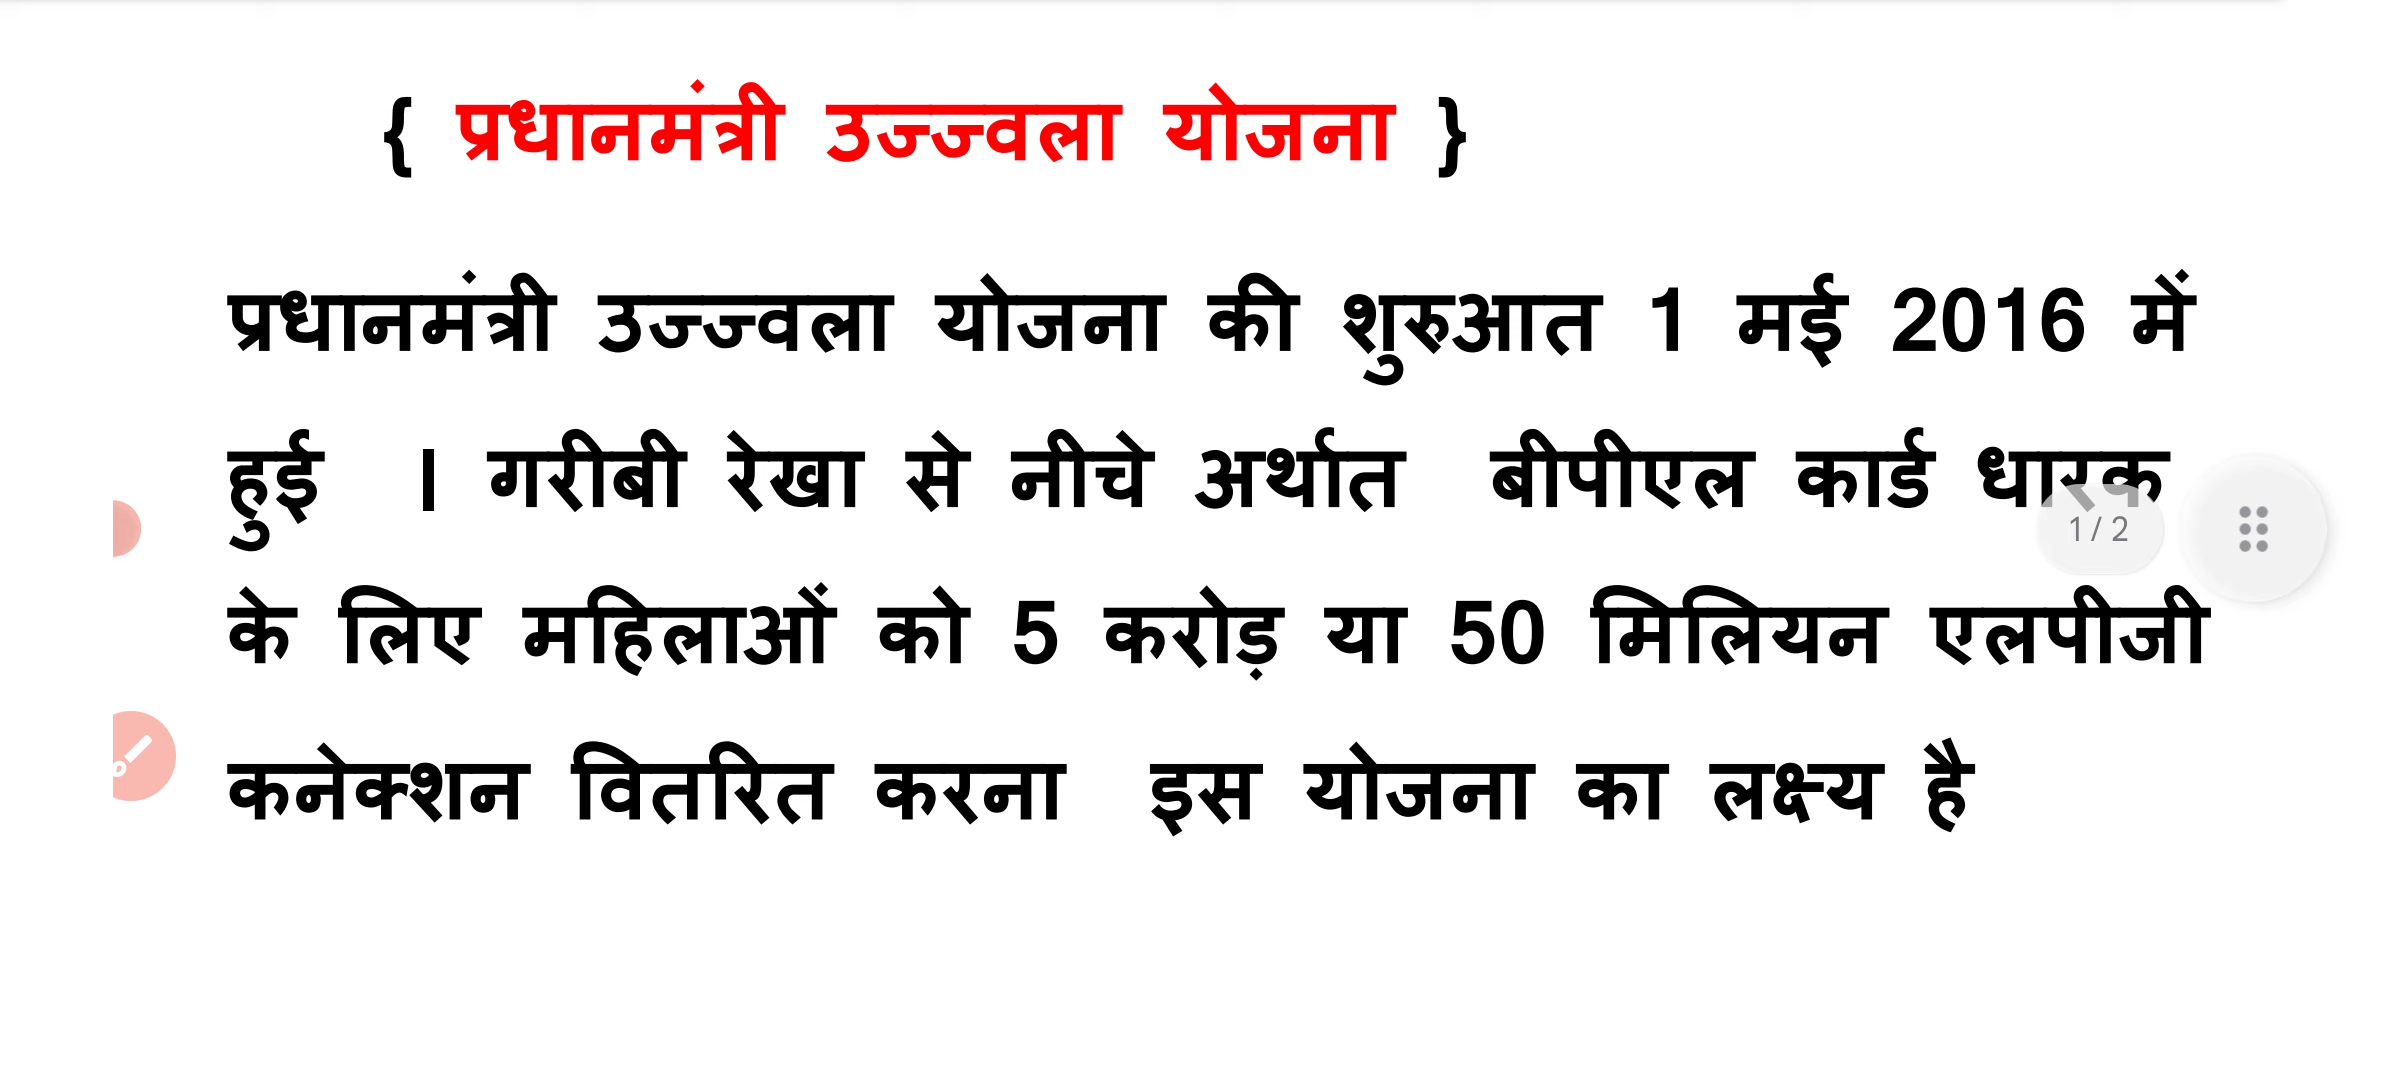 { प्रधानमंत्री उज्ज्वला योजना }
प्रधानमंत्री उज्ज्वला योजना की शुरुआत 1 मई 2016 में
हुई । गरीबी रेखा से नीचे अर्थात बीपीएल कार्ड धारक
1 / 2
के लिए महिलाओं को 5 करोड़ या 50 मिलियन एलपीजी
कनेक्शन वितरित करना इस योजना का लक्ष्य है